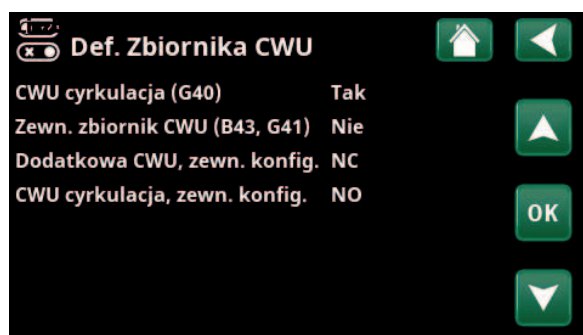 Def. Zbiornika CWU
CWU cyrkulacja (G40) Tak
Zewn. zbiornik CWU (B43, G41) Nie
Dodatkowa CWU, zewn. konfig. NC
CWU cyrkulacja, zewn. konfig. NO
OK